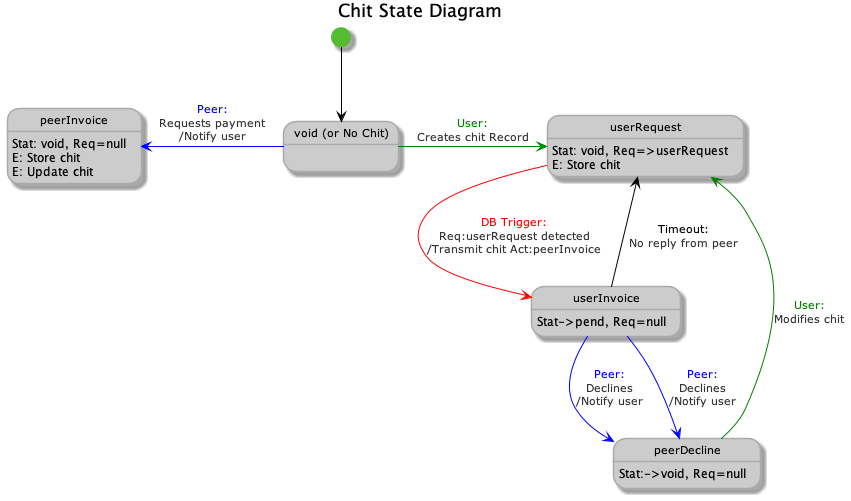 Chit State Diagram
peerInvoice
Stat: void, Req=null
E: Store chit
E: Update chit
Peer:
Requests payment
/Notify user
void (or No Chit)
User:
Creates chit Record
userRequest
Stat: void, Req=>userRequest
E: Store chit
DB Trigger:
Req:userRequest detected
/Transmit chit Act:peerInvoice
Timeout:
No reply from peer
userInvoice
Stat->pend, Req=null
User:
Modifies chit
Peer:
Declines
/Notify user
Peer:
Declines
/Notify user
peerDecline
Stat:->void, Req=null